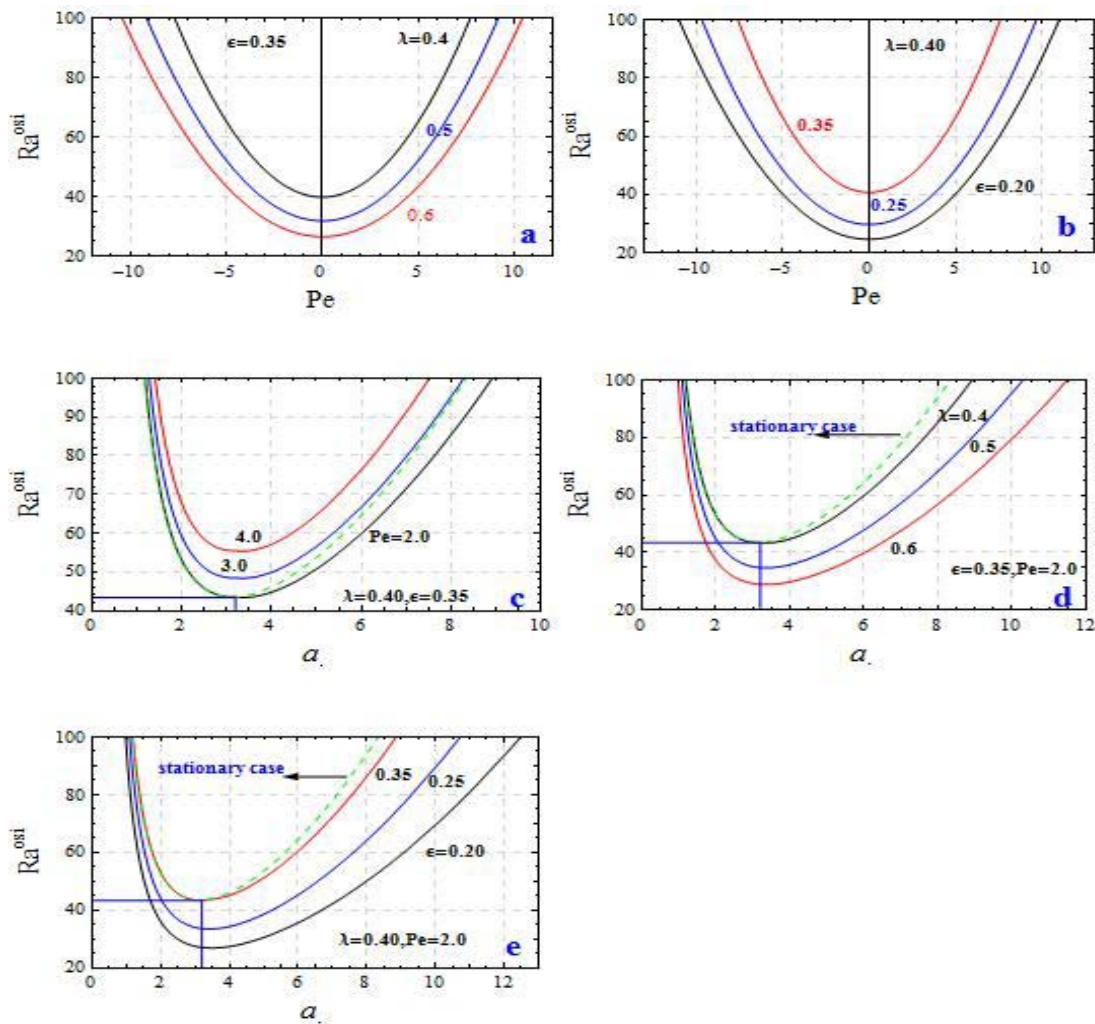 100
80
60
40
20
Ra^osi
ϵ=0.35
λ=0.4
0.5
0.6
a
−10
−5
0
5
10
Pe
100
80
60
40
20
Ra^osi
λ=0.40
0.35
0.25
ϵ=0.20
b
−10
−5
0
5
10
Pe
100
90
80
70
60
50
40
Ra^osi
4.0
3.0
Pe=2.0
λ=0.40,ϵ=0.35
c
0
2
4
6
8
10
a.
100
80
60
40
20
Ra^osi
stationary case
λ=0.4
0.5
0.6
ϵ=0.35,Pe=2.0
d
0
2
4
6
8
10
12
a.
100
80
60
40
20
Ra^osi
stationary case
0.35
0.25
ϵ=0.20
λ=0.40,Pe=2.0
e
0
2
4
6
8
10
12
a.